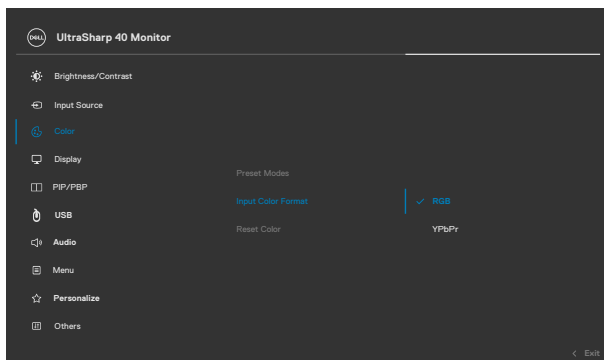 DELL UltraSharp 40 Monitor
Brightness/Contrast
Input Source
Color
Display
Preset Modes
PIP/PBP
Input Color Format ✓ RGB
USB
Reset Color YPbPr
Audio
Menu
Personalize
Others
< Exit